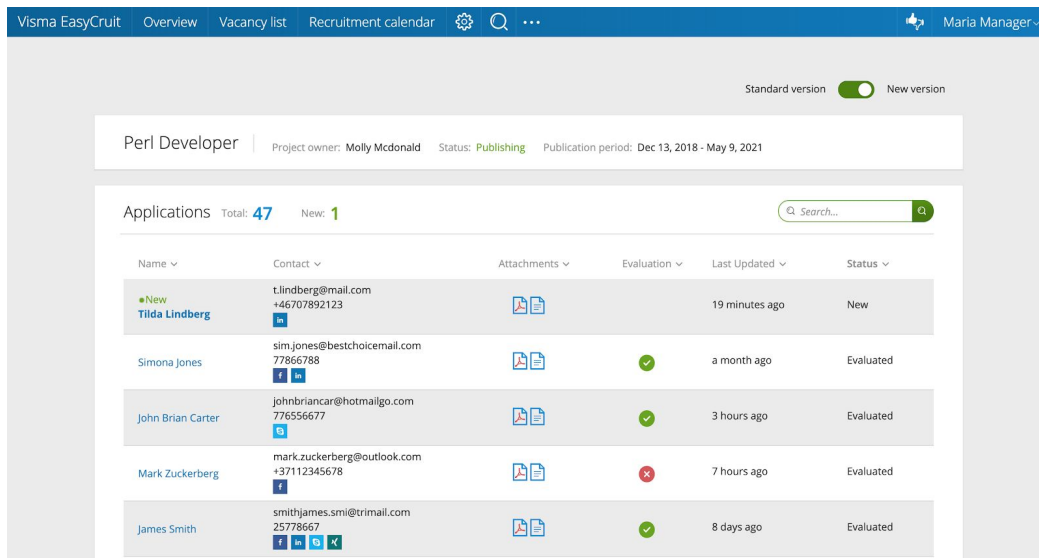 Visma EasyCruit Overview Vacancy list Recruitment calendar Maria Manager
Standard version New version
Perl Developer Project owner: Molly Mcdonald Status: Publishing Publication period: Dec 13, 2018 - May 9, 2021
Applications Total: 47 New: 1 Search...
Name Contact Attachments Evaluation Last Updated Status
New
Tilda Lindberg
t.lindberg@mail.com
+46707892123
in
19 minutes ago New
Simona Jones
sim.jones@bestchoicemail.com
77866788
f in
a month ago Evaluated
John Brian Carter
johnbriancar@hotmailgo.com
776556677
3 hours ago Evaluated
Mark Zuckerberg
mark.zuckerberg@outlook.com
+37112345678
f
7 hours ago Evaluated
James Smith
smithjames.smi@trimail.com
25778667
f in
8 days ago Evaluated